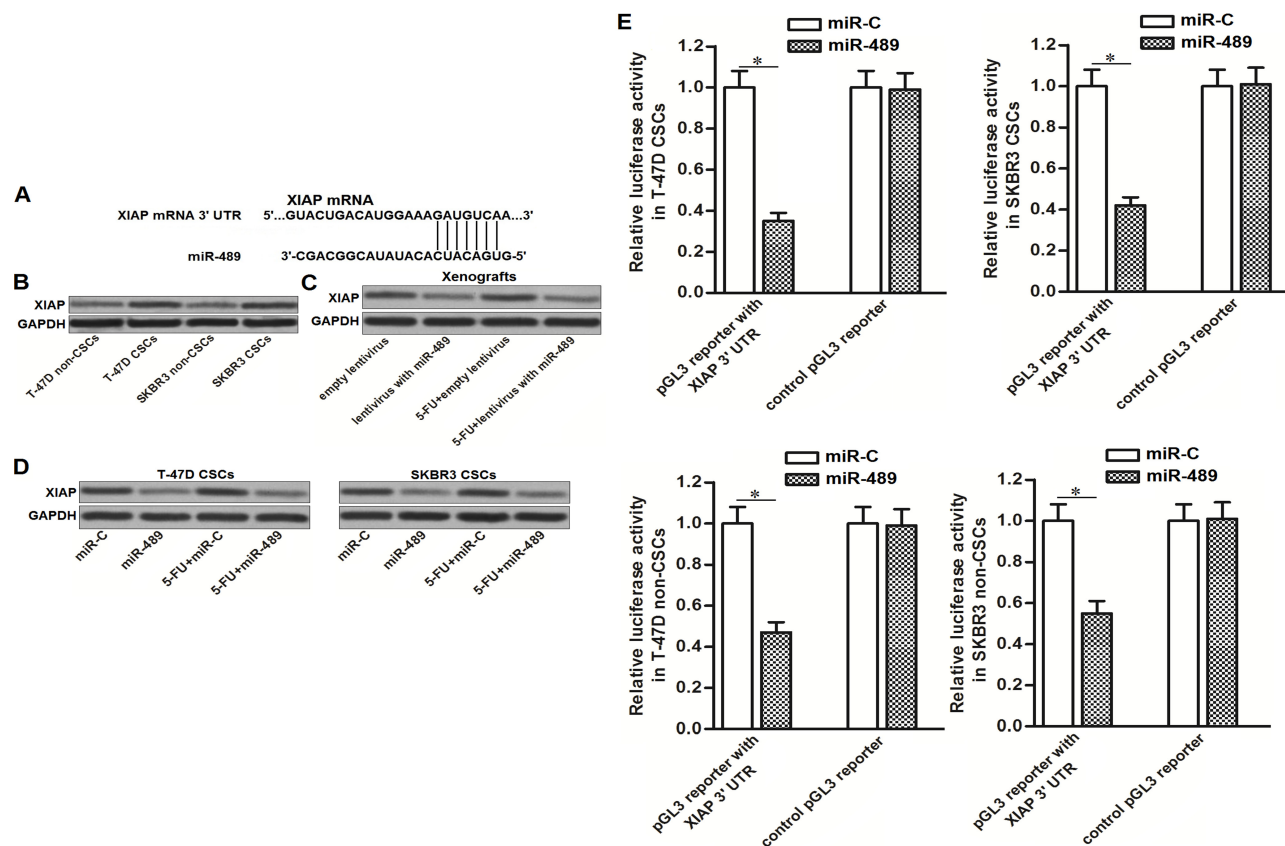 A
XIAP mRNA
XIAP mRNA 3' UTR 5'...GUACUGACAUGGAAAGAUGUCAA...3'
miR-489 3'-CGACGGCAUAUACACUACAGUG-5'
B
XIAP
GAPDH
T-47D non-CSCs
T-47D CSCs
SKBR3 non-CSCs
SKBR3 CSCs
C
Xenografts
XIAP
GAPDH
empty lentivirus
lentivirus with miR-489
5-FU+empty lentivirus
5-FU+lentivirus with miR-489
D
T-47D CSCs
XIAP
GAPDH
miR-C
miR-489
5-FU+miR-C
5-FU+miR-489
SKBR3 CSCs
XIAP
GAPDH
miR-C
miR-489
5-FU+miR-C
5-FU+miR-489
E
miR-C
miR-489
Relative luciferase activity
in T-47D CSCs
1.2
1.0
0.8
0.6
0.4
0.2
0.0
*
pGL3 reporter with
XIAP 3' UTR
control pGL3 reporter
miR-C
miR-489
Relative luciferase activity
in SKBR3 CSCs
1.2
1.0
0.8
0.6
0.4
0.2
0.0
*
pGL3 reporter with
XIAP 3' UTR
control pGL3 reporter
miR-C
miR-489
Relative luciferase activity
in T-47D non-CSCs
1.2
1.0
0.8
0.6
0.4
0.2
0.0
*
pGL3 reporter with
XIAP 3' UTR
control pGL3 reporter
miR-C
miR-489
Relative luciferase activity
in SKBR3 non-CSCs
1.2
1.0
0.8
0.6
0.4
0.2
0.0
*
pGL3 reporter with
XIAP 3' UTR
control pGL3 reporter